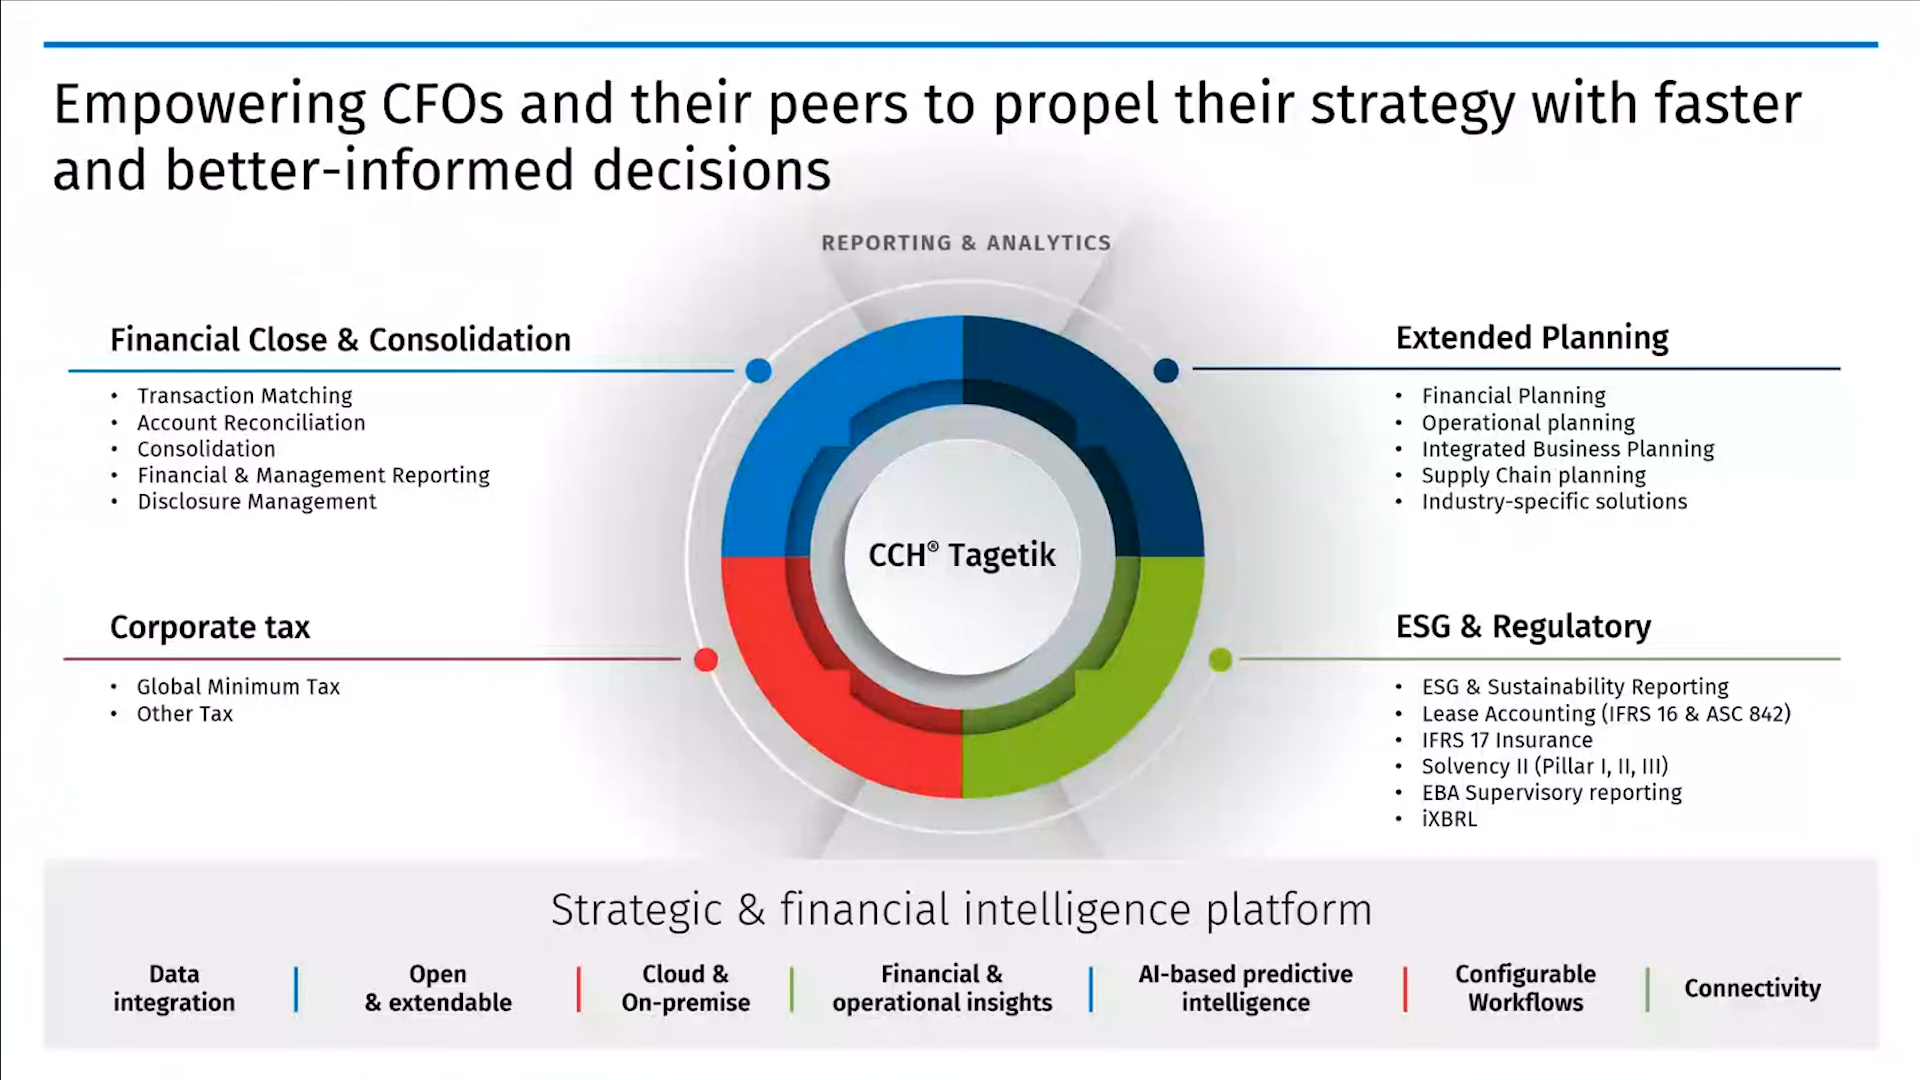 Empowering CFOs and their peers to propel their strategy with faster
and better-informed decisions
REPORTING & ANALYTICS
Financial Close & Consolidation
• Transaction Matching
• Account Reconciliation
• Consolidation
• Financial & Management Reporting
• Disclosure Management
Extended Planning
• Financial Planning
• Operational planning
• Integrated Business Planning
• Supply Chain planning
• Industry-specific solutions
CCH® Tagetik
Corporate tax
• Global Minimum Tax
• Other Tax
ESG & Regulatory
• ESG & Sustainability Reporting
• Lease Accounting (IFRS 16 & ASC 842)
• IFRS 17 Insurance
• Solvency II (Pillar I, II, III)
• EBA Supervisory reporting
• iXBRL
Strategic & financial intelligence platform
Data
integration
Open
& extendable
Cloud &
On-premise
Financial &
operational insights
AI-based predictive
intelligence
Configurable
Workflows
Connectivity